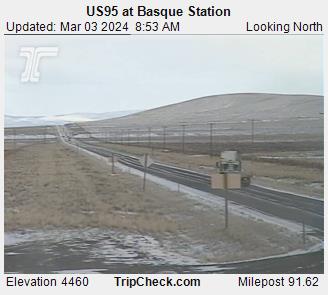 US95 at Basque Station
Updated: Mar 03 2024 8:53 AM Looking North
Elevation 4460 TripCheck.com Milepost 91.62